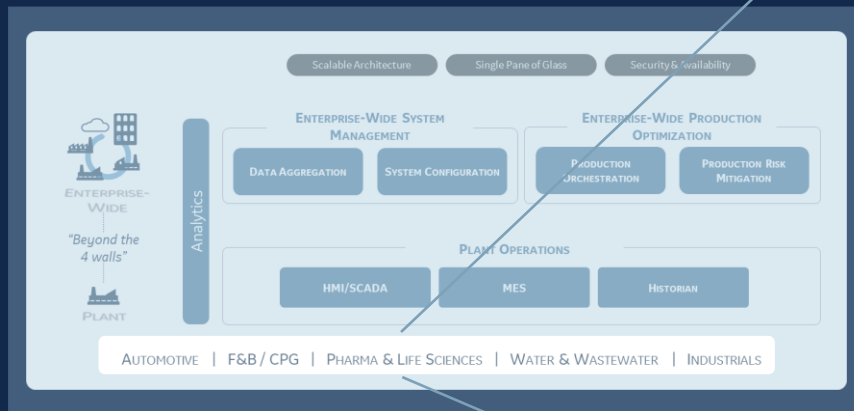 Scalable Architecture
Single Pane of Glass
Security & Availability
ENTERPRISE-WIDE SYSTEM
MANAGEMENT
ENTERPRISE-WIDE PRODUCTION
OPTIMIZATION
DATA AGGREGATION
SYSTEM CONFIGURATION
PRODUCTION
ORCHESTRATION
PRODUCTION RISK
MITIGATION
ENTERPRISE-
WIDE
"Beyond the
4 walls"
PLANT
Analytics
PLANT OPERATIONS
HMI/SCADA
MES
HISTORIAN
AUTOMOTIVE | F&B / CPG | PHARMA & LIFE SCIENCES | WATER & WASTEWATER | INDUSTRIALS